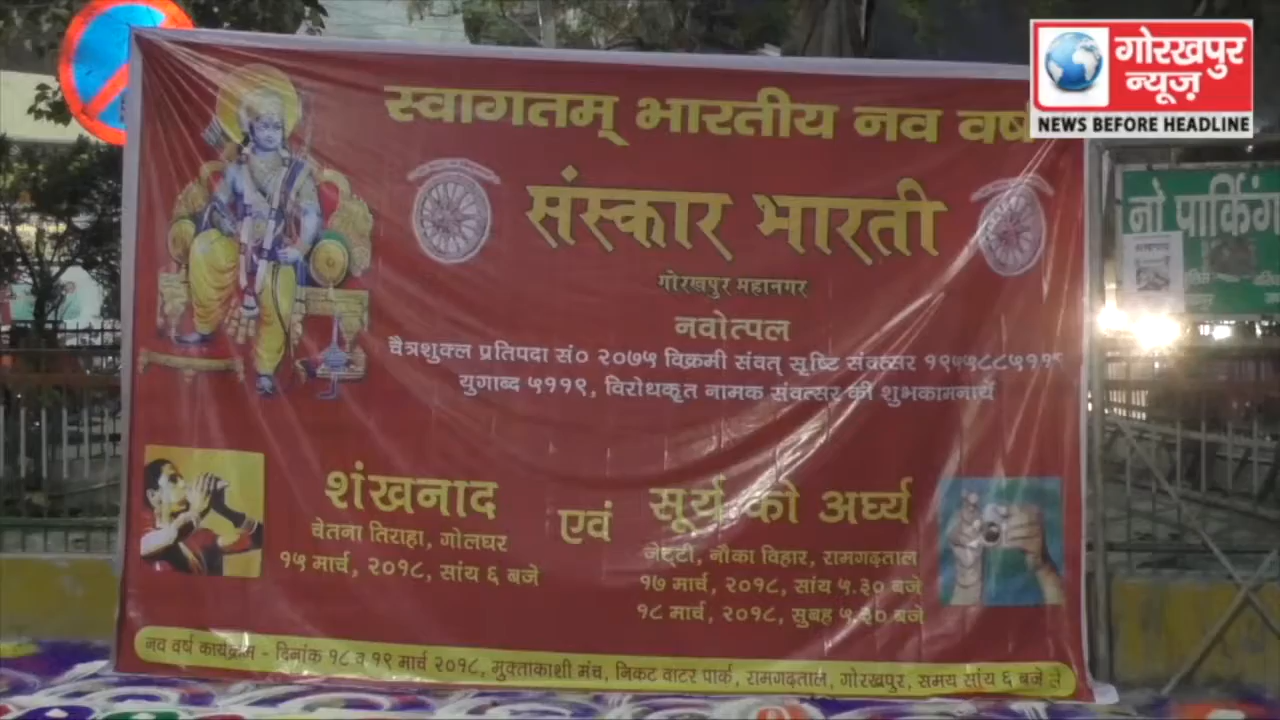 गोरखपुर
न्यूज़
NEWS BEFORE HEADLINE
स्वागतम् भारतीय नव वर्ष
संस्कार भारती
गोरखपुर महानगर
नवोत्पल
चैत्रशुक्ल प्रतिपदा सं० २०७५ विक्रमी संवत् सृष्टि संवत्सर
युगाब्द ५११९, विरोधकृत नामक संवत्सर की शुभकामनायें
शंखनाद
चेतना तिराहा, गोलघर
१५ मार्च, २०१८, सांय ६ बजे
एवं
सूर्य को अर्घ्य
जेट्टी, नौका विहार, रामगढ़ताल
१७ मार्च, २०१८, सांय ५.३० बजे
१८ मार्च, २०१८, सुबह ५.३० बजे
नव वर्ष कार्यक्रम - दिनांक १८ व १९ मार्च २०१८, मुक्ताकाशी मंच, निकट वाटर पार्क, रामगढ़ताल, गोरखपुर, समय सांय ६ बजे से
नो पार्किंग